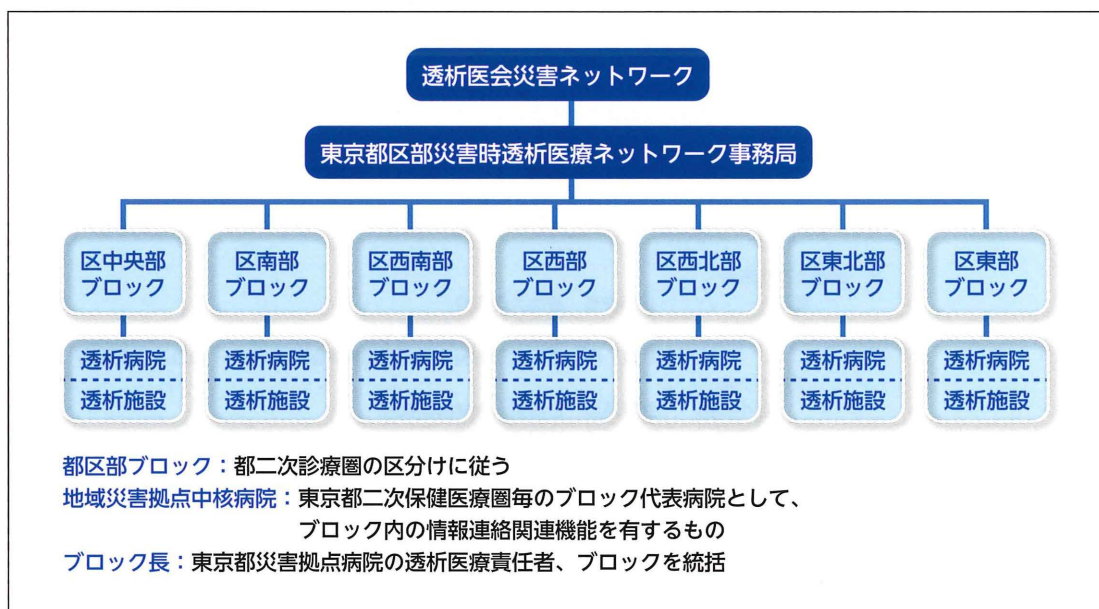 透析医会災害ネットワーク
東京都区部災害時透析医療ネットワーク事務局
区中央部
ブロック
区南部
ブロック
区西南部
ブロック
区西部
ブロック
区西北部
ブロック
区東北部
ブロック
区東部
ブロック
透析病院
透析施設
透析病院
透析施設
透析病院
透析施設
透析病院
透析施設
透析病院
透析施設
透析病院
透析施設
透析病院
透析施設
都区部ブロック：都二次診療圏の区分けに従う
地域災害拠点中核病院：東京都二次保健医療圏毎のブロック代表病院として、
ブロック内の情報連絡関連機能を有するもの
ブロック長：東京都災害拠点病院の透析医療責任者、ブロックを統括